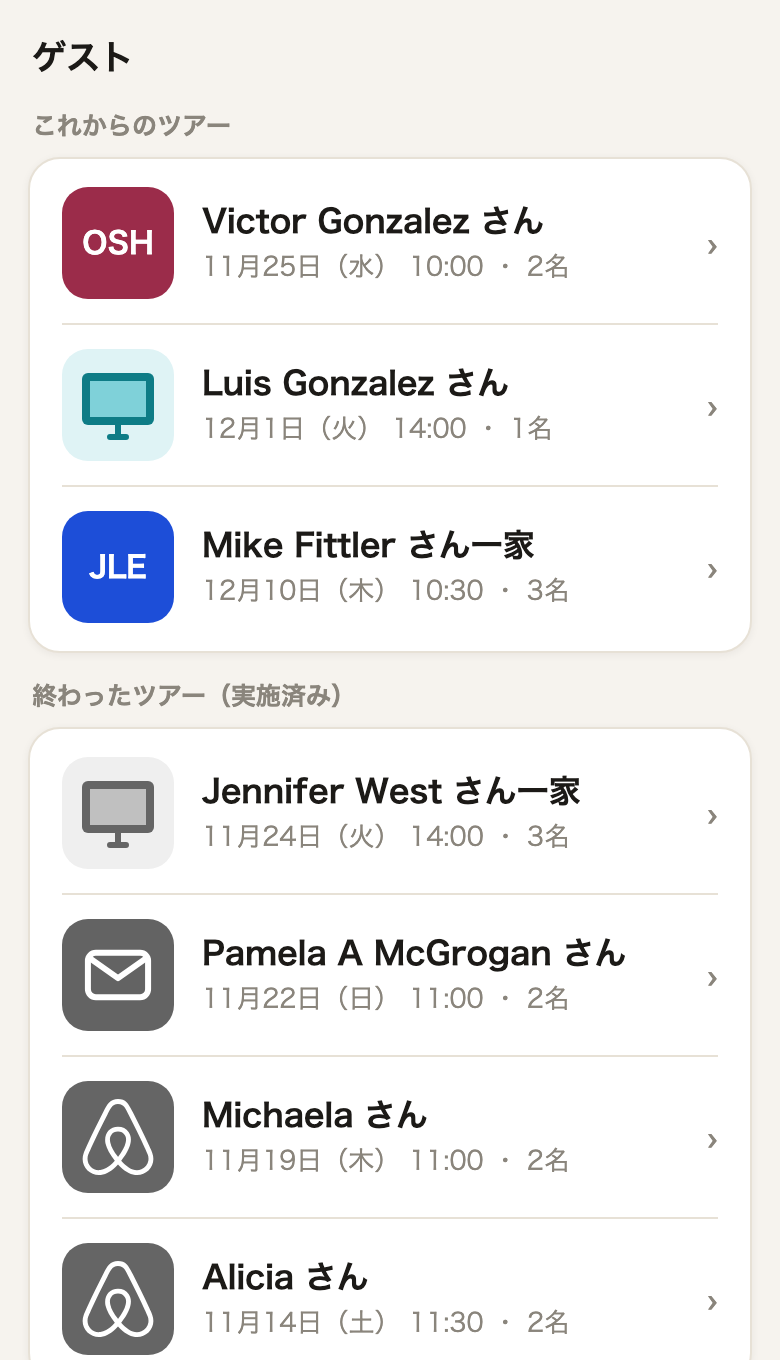 ゲスト
これからのツアー
OSH
Victor Gonzalez さん
11月25日（水） 10:00 · 2名
›
Luis Gonzalez さん
12月1日（火） 14:00 · 1名
›
JLE
Mike Fittler さん一家
12月10日（木） 10:30 · 3名
›
終わったツアー（実施済み）
Jennifer West さん一家
11月24日（火） 14:00 · 3名
›
Pamela A McGrogan さん
11月22日（日） 11:00 · 2名
›
Michaela さん
11月19日（木） 11:00 · 2名
›
Alicia さん
11月14日（土） 11:30 · 2名
›